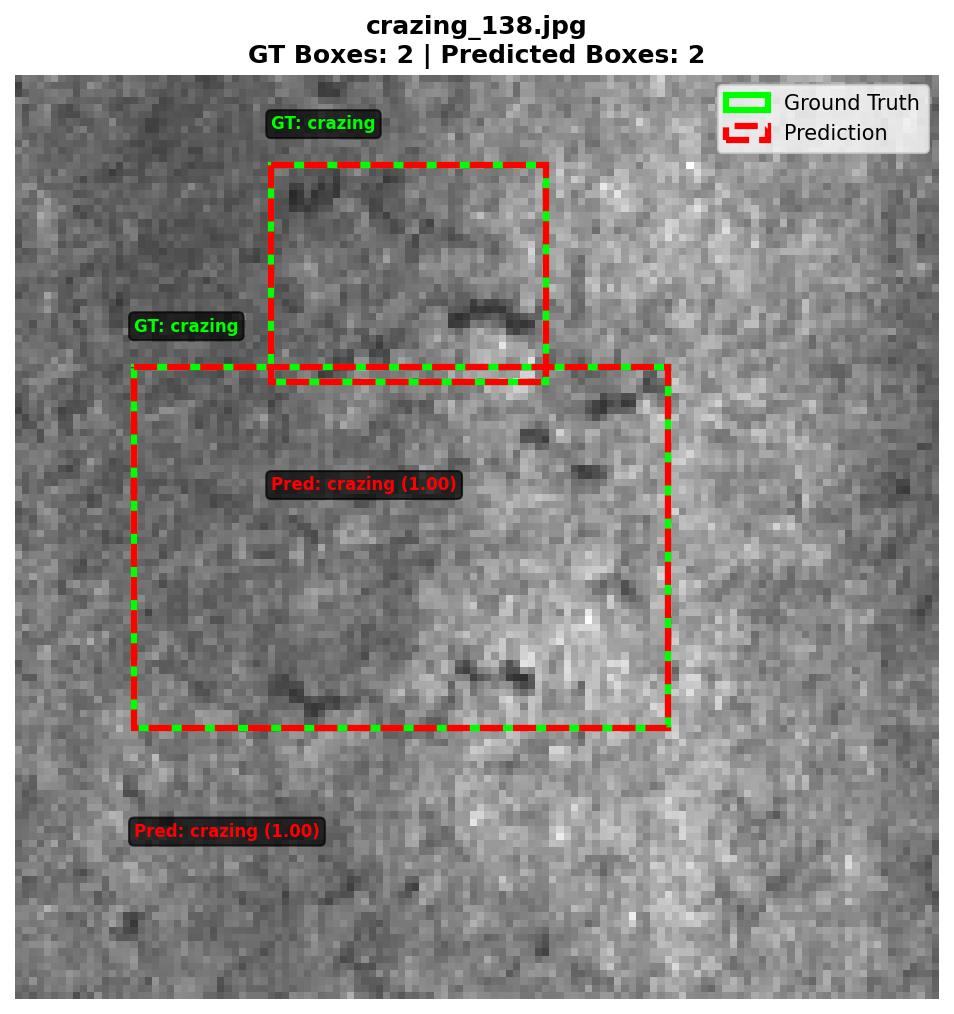 crazing_138.jpg
GT Boxes: 2 | Predicted Boxes: 2
Ground Truth
Prediction
GT: crazing
GT: crazing
Pred: crazing (1.00)
Pred: crazing (1.00)